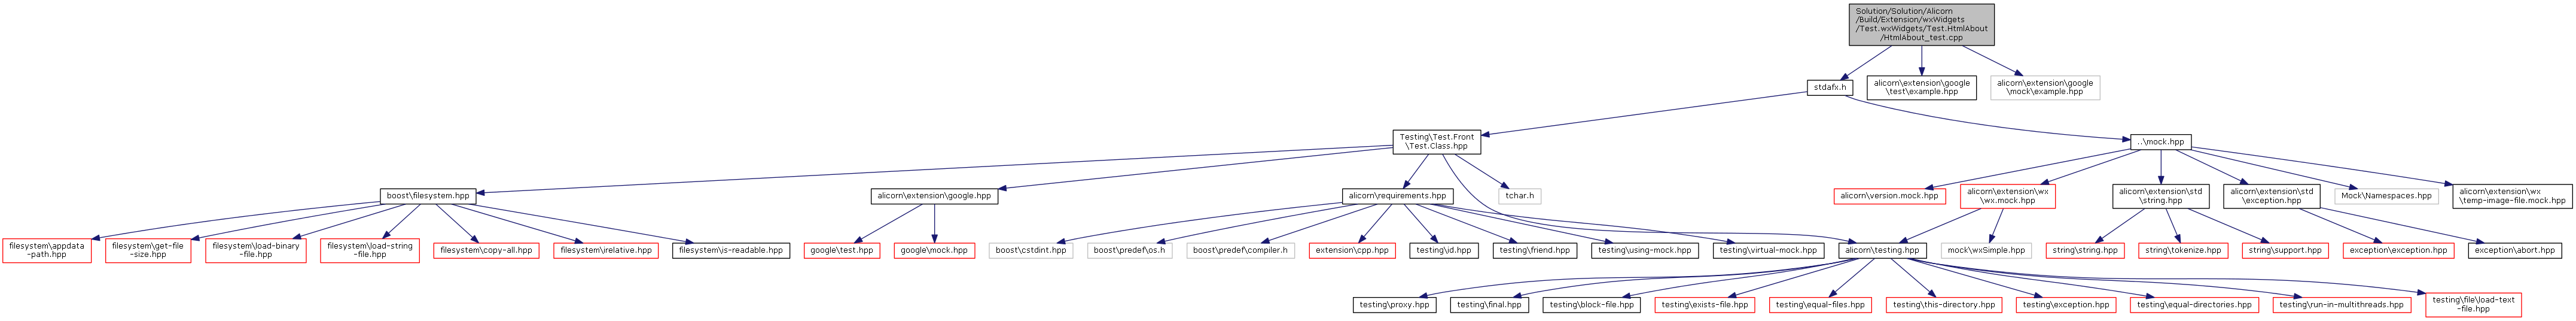 Solution/Solution/Alicorn
/Build/Extension/wxWidgets
/Test.wxWidgets/Test.HtmlAbout
/HtmlAbout_test.cpp
stdafx.h
alicorn\extension\google
\test\example.hpp
alicorn\extension\google
\mock\example.hpp
Testing\Test.Front
\Test.Class.hpp
..\mock.hpp
boost\filesystem.hpp
alicorn\extension\google.hpp
alicorn\requirements.hpp
tchar.h
alicorn\version.mock.hpp
alicorn\extension\wx
\wx.mock.hpp
alicorn\extension\std
\string.hpp
alicorn\extension\std
\exception.hpp
Mock\Namespaces.hpp
alicorn\extension\wx
\temp-image-file.mock.hpp
filesystem\appdata
-path.hpp
filesystem\get-file
-size.hpp
filesystem\load-binary
-file.hpp
filesystem\load-string
-file.hpp
filesystem\copy-all.hpp
filesystem\irelative.hpp
filesystem\is-readable.hpp
google\test.hpp
google\mock.hpp
boost\cstdint.hpp
boost\predef\os.h
boost\predef\compiler.h
extension\cpp.hpp
testing\id.hpp
testing\friend.hpp
testing\using-mock.hpp
testing\virtual-mock.hpp
alicorn\testing.hpp
mock\wxSimple.hpp
string\string.hpp
string\tokenize.hpp
string\support.hpp
exception\exception.hpp
exception\abort.hpp
testing\proxy.hpp
testing\final.hpp
testing\block-file.hpp
testing\exists-file.hpp
testing\equal-files.hpp
testing\this-directory.hpp
testing\exception.hpp
testing\equal-directories.hpp
testing\run-in-multithreads.hpp
testing\file\load-text
-file.hpp